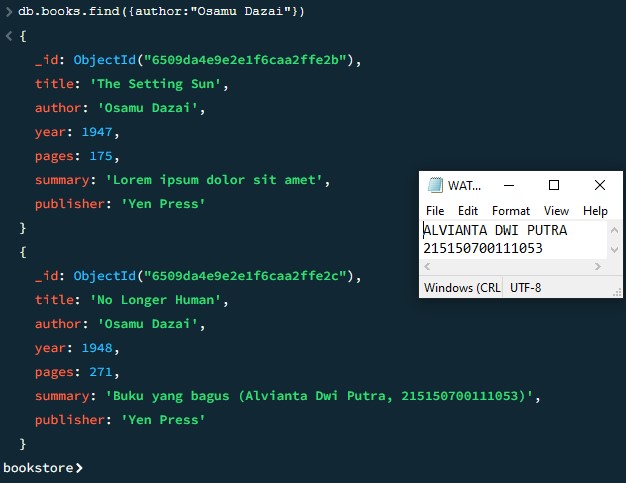 > db.books.find({author:"Osamu Dazai"})
< {
_id: ObjectId("6509da4e9e2e1f6caa2ffe2b"),
title: 'The Setting Sun',
author: 'Osamu Dazai',
year: 1947,
pages: 175,
summary: 'Lorem ipsum dolor sit amet',
publisher: 'Yen Press'
}
{
_id: ObjectId("6509da4e9e2e1f6caa2ffe2c"),
title: 'No Longer Human',
author: 'Osamu Dazai',
year: 1948,
pages: 271,
summary: 'Buku yang bagus (Alvianta Dwi Putra, 215150700111053)',
publisher: 'Yen Press'
}
bookstore>
WAT...
File Edit Format View Help
ALVIANTA DWI PUTRA
215150700111053
Windows (CRL UTF-8